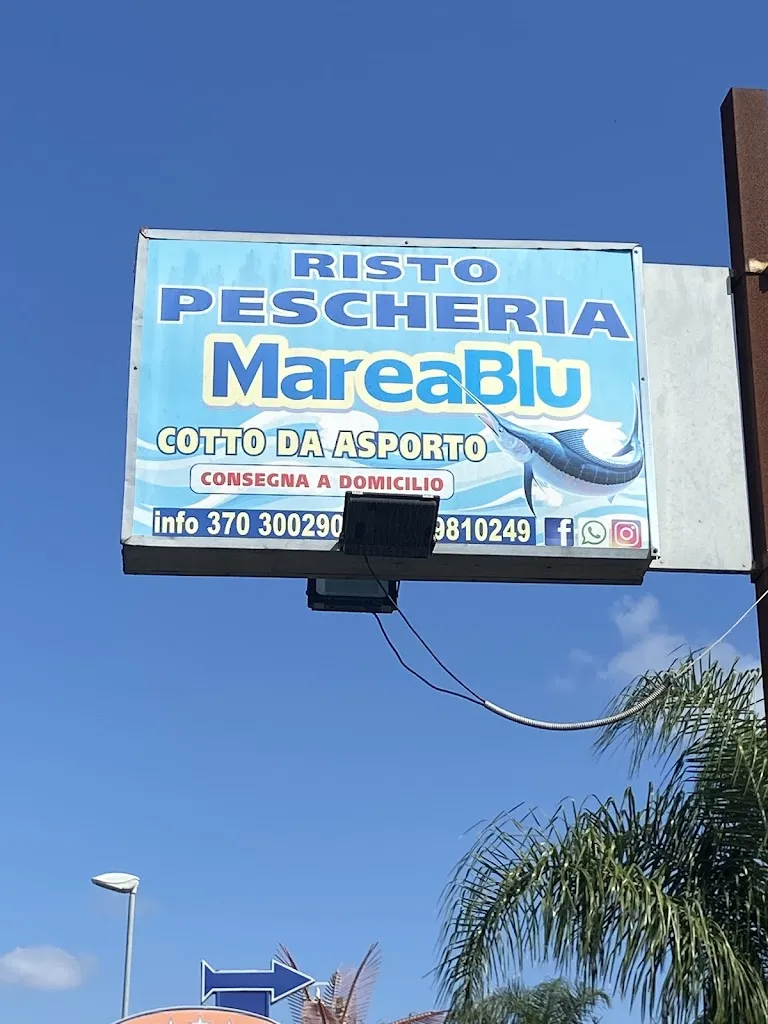 RISTO
PESCHERIA
MareaBlu
COTTO DA ASPORTO
CONSEGNA A DOMICILIO
info 370 300290 9810249 f